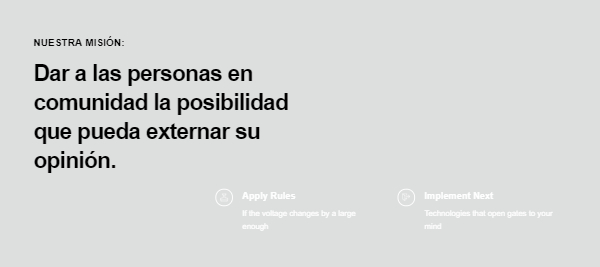 NUESTRA MISIÓN:
Dar a las personas en
comunidad la posibilidad
que pueda externar su
opinión.
Apply Rules
If the voltage changes by a large
enough
Implement Next
Technologies that open gates to your
mind